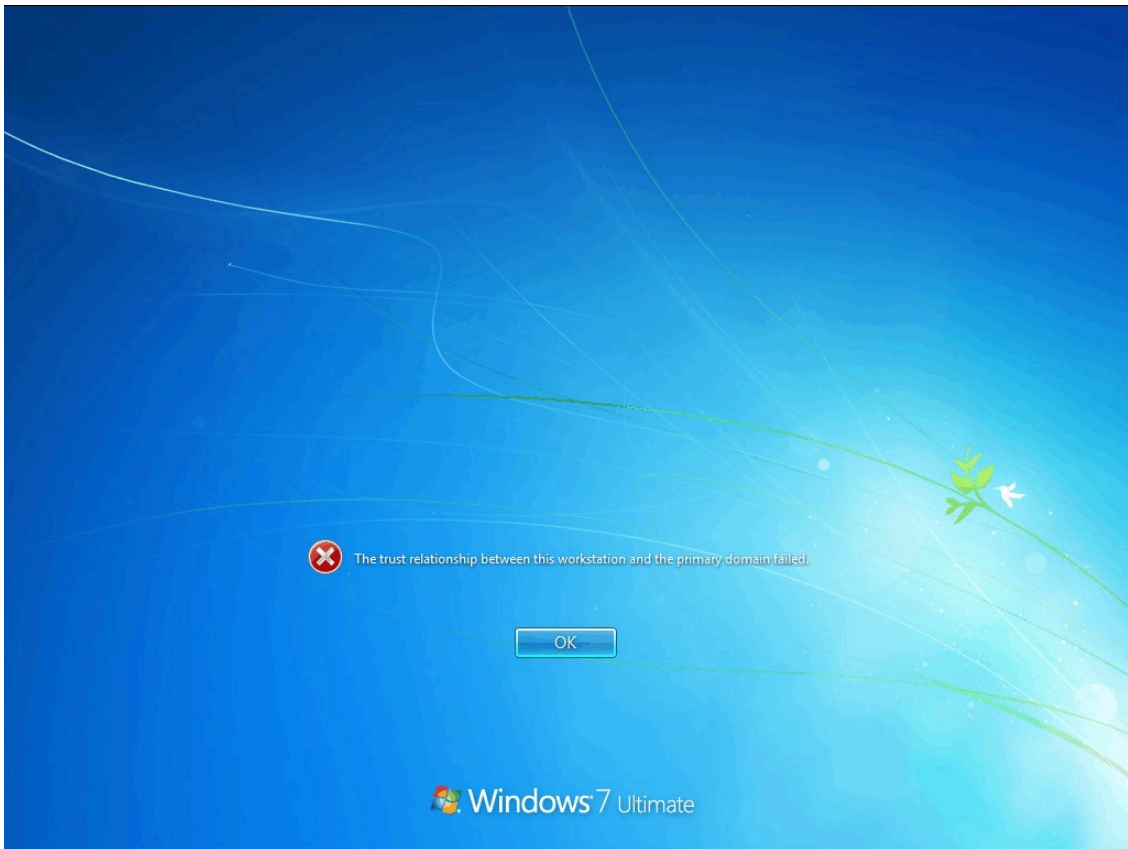 The trust relationship between this workstation and the primary domain failed.
OK
Windows 7 Ultimate